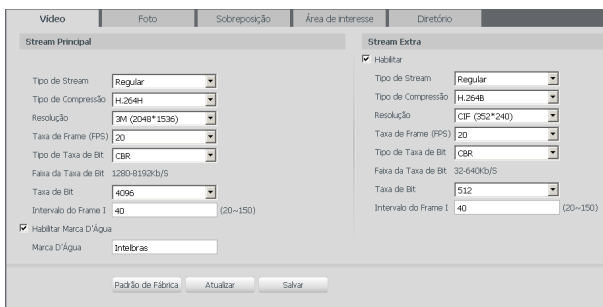 Vídeo
Foto
Sobreposição
Área de interesse
Diretório
Stream Principal
Tipo de Stream Regular
Tipo de Compressão H.264H
Resolução 3M (2048*1536)
Taxa de Frame (FPS) 20
Tipo de Taxa de Bit CBR
Faixa da Taxa de Bit 1280-8192Kb/S
Taxa de Bit 4096
Intervalo do Frame I 40 (20~150)
Habilitar Marca D'Água
Marca D'Água Intelbras
Stream Extra
Habilitar
Tipo de Stream Regular
Tipo de Compressão H.264B
Resolução CIF (352*240)
Taxa de Frame (FPS) 20
Tipo de Taxa de Bit CBR
Faixa da Taxa de Bit 32-640Kb/S
Taxa de Bit 512
Intervalo do Frame I 40 (20~150)
Padrão de Fábrica
Atualizar
Salvar